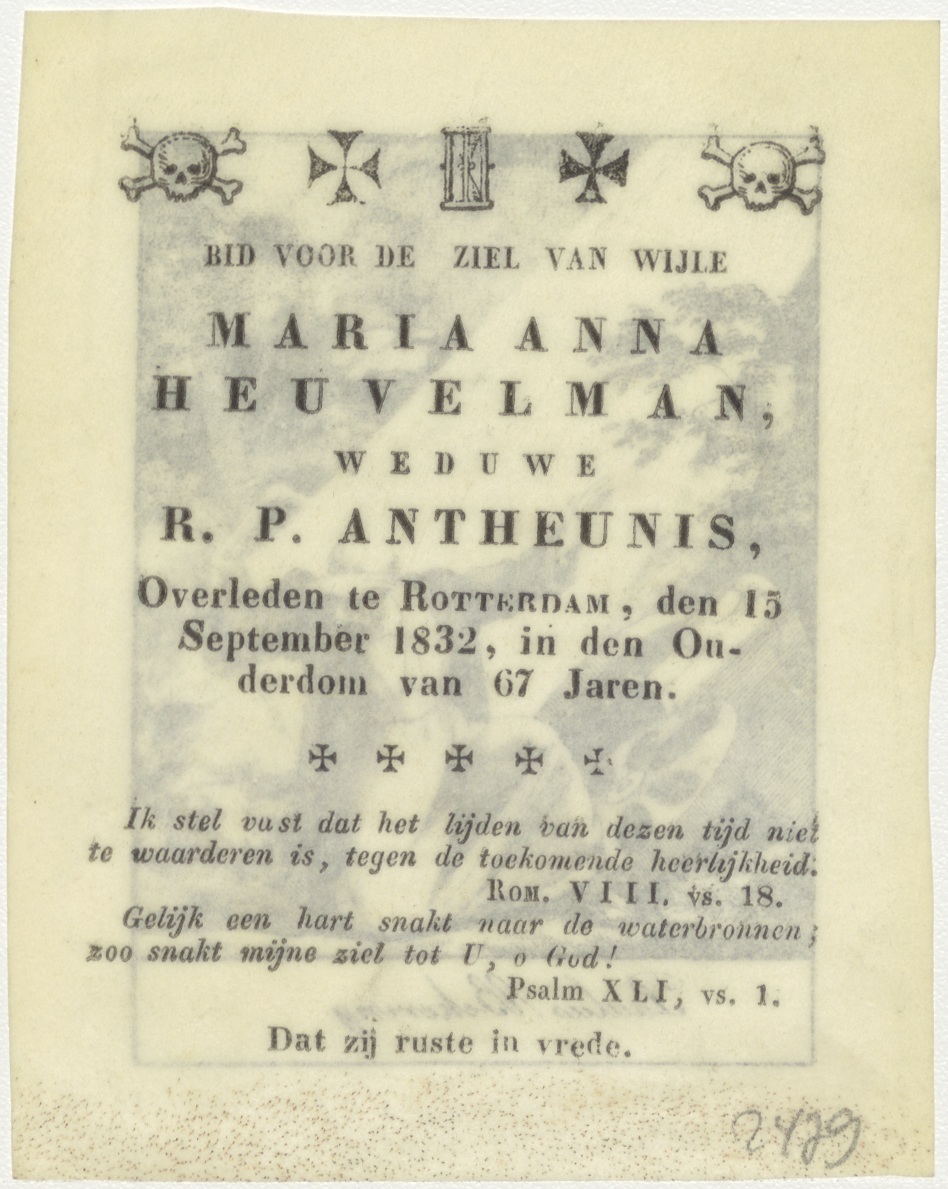 BID VOOR DE ZIEL VAN WIJLE
MARIA ANNA
HEUVELMAN,
WEDUWE
R. P. ANTHEUNIS,
Overleden te ROTTERDAM, den 15
September 1832, in den Ou-
derdom van 67 Jaren.
✠ ✠ ✠ ✠ ✠
Ik stel vast dat het lijden van dezen tijd niet
te waarderen is, tegen de toekomende heerlijkheid.
ROM. VIII. vs. 18.
Gelijk een hart snakt naar de waterbronnen;
zoo snakt mijne ziel tot U, o God!
Psalm XLI, vs. 1.
Dat zij ruste in vrede.